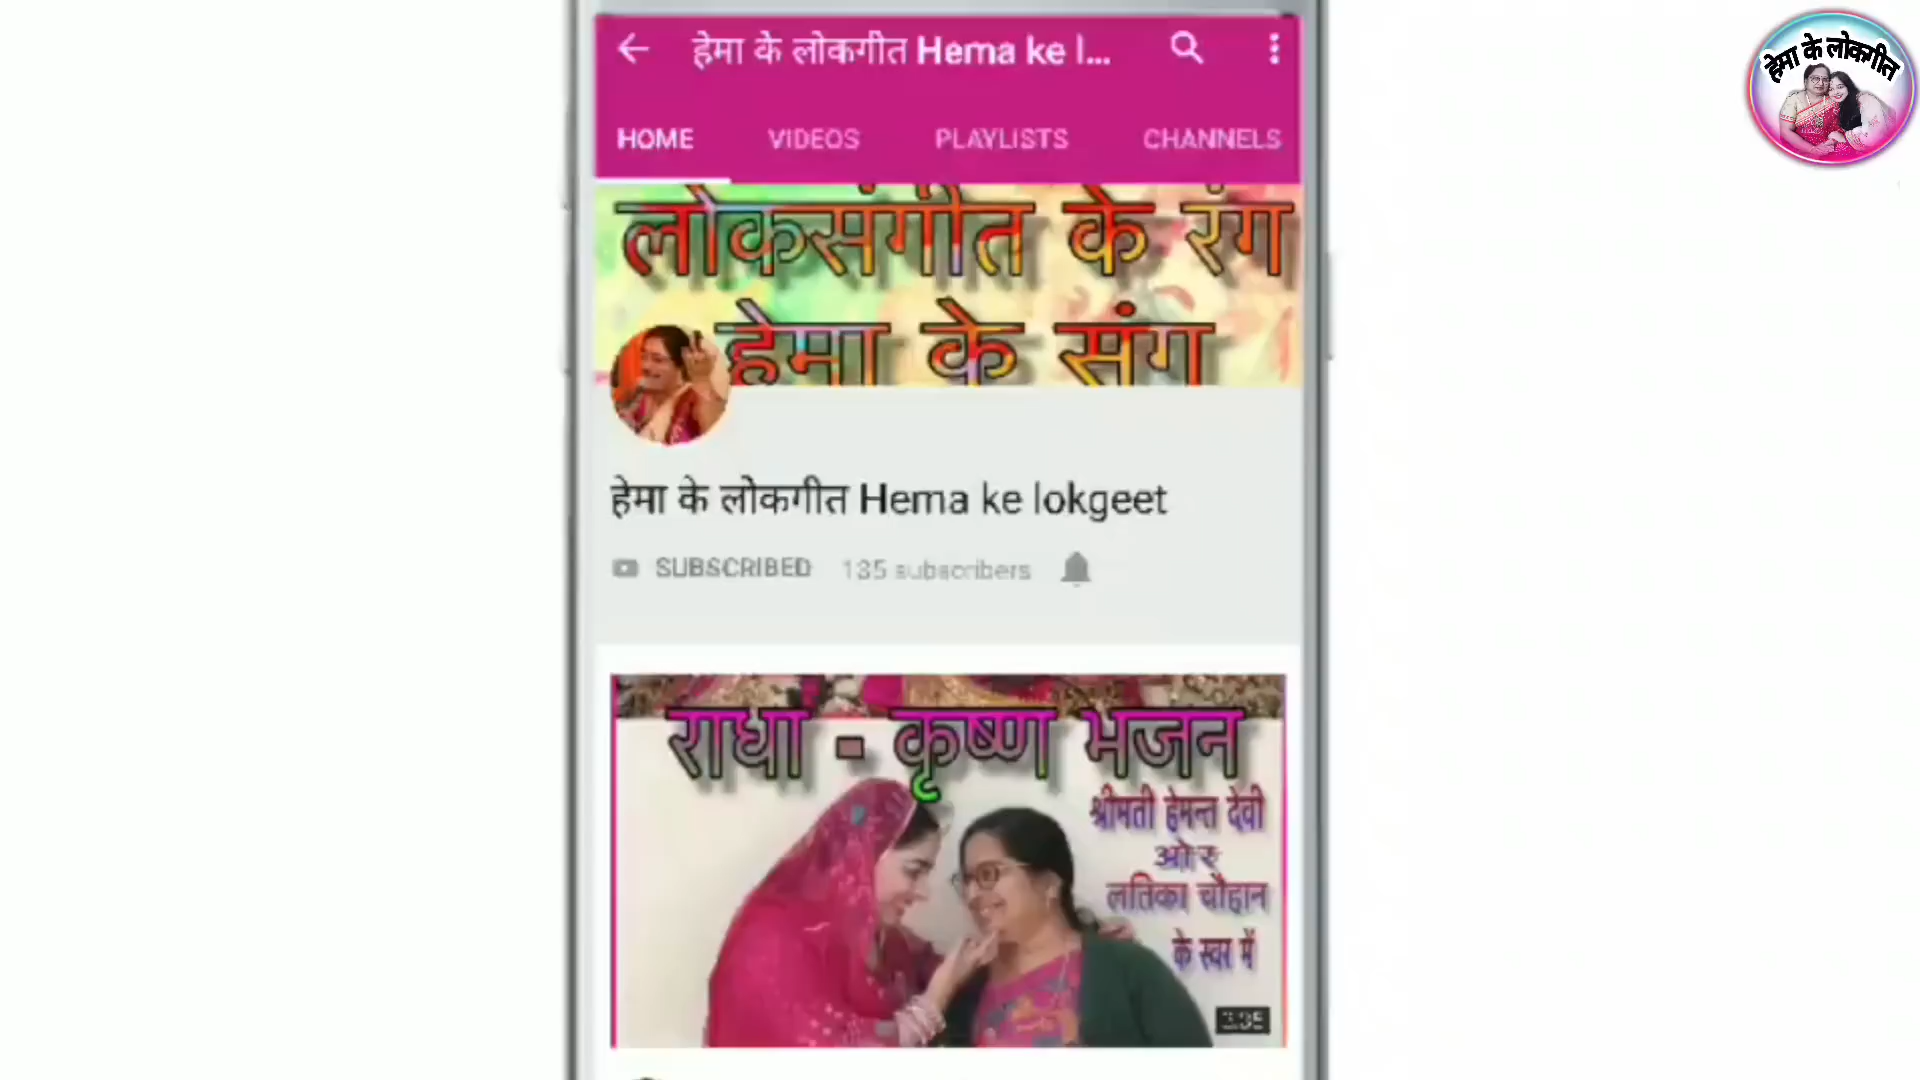 हेमा के लोकगीत Hema ke l...
हेमा के लोकगीत
HOME VIDEOS PLAYLISTS CHANNELS
लोकसंगीत के रंग
हेमा के संग
हेमा के लोकगीत Hema ke lokgeet
SUBSCRIBED 135 subscribers
राधा - कृष्ण भजन
श्रीमती हेमन्त देवी
ओर
लतिका चौहान
के स्वर में